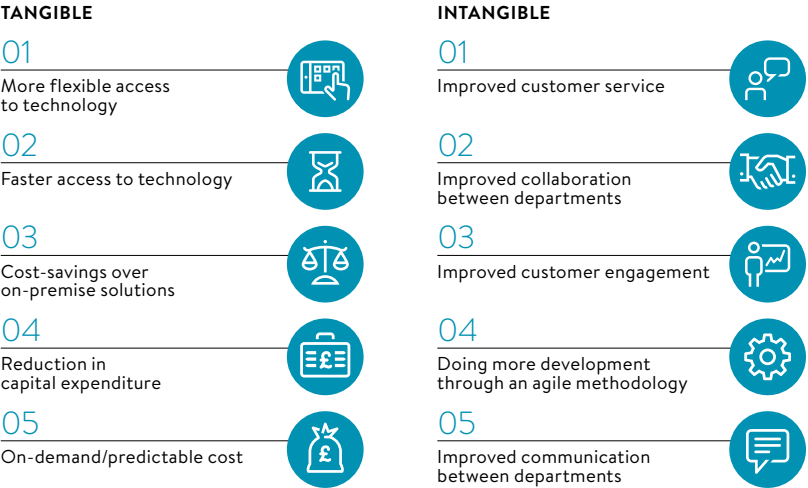 TANGIBLE
01
More flexible access
to technology
02
Faster access to technology
03
Cost-savings over
on-premise solutions
04
£
Reduction in
capital expenditure
05
£
On-demand/predictable cost
INTANGIBLE
01
Improved customer service
02
Improved collaboration
between departments
03
Improved customer engagement
04
Doing more development
through an agile methodology
05
Improved communication
between departments